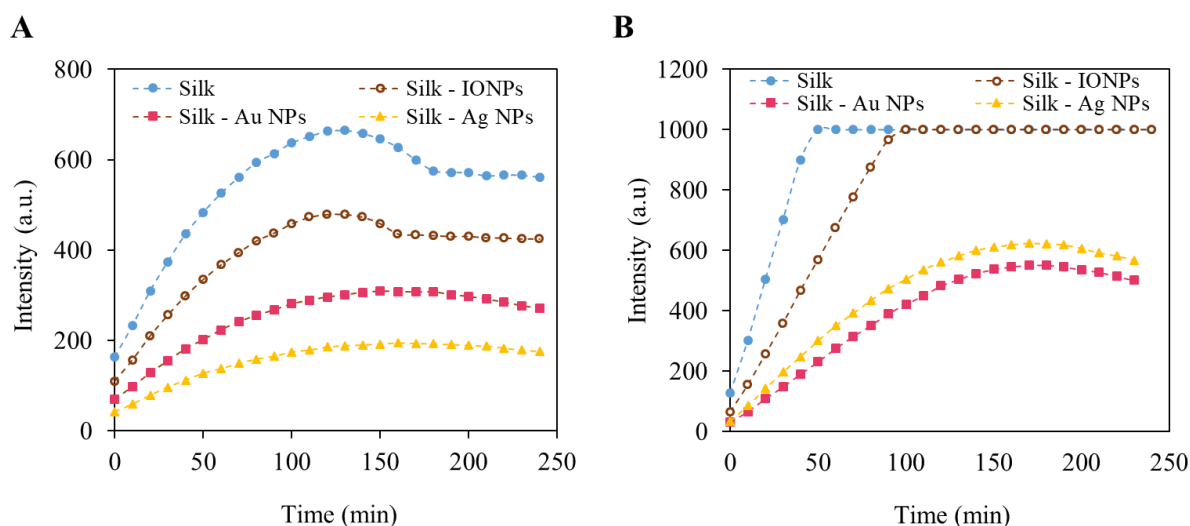 A
800
600
400
200
0
Intensity (a.u.)
Silk
Silk - IONPs
Silk - Au NPs
Silk - Ag NPs
0 50 100 150 200 250
Time (min)
B
1200
1000
800
600
400
200
0
Intensity (a.u)
Silk
Silk - IONPs
Silk - Au NPs
Silk - Ag NPs
0 50 100 150 200 250
Time (min)